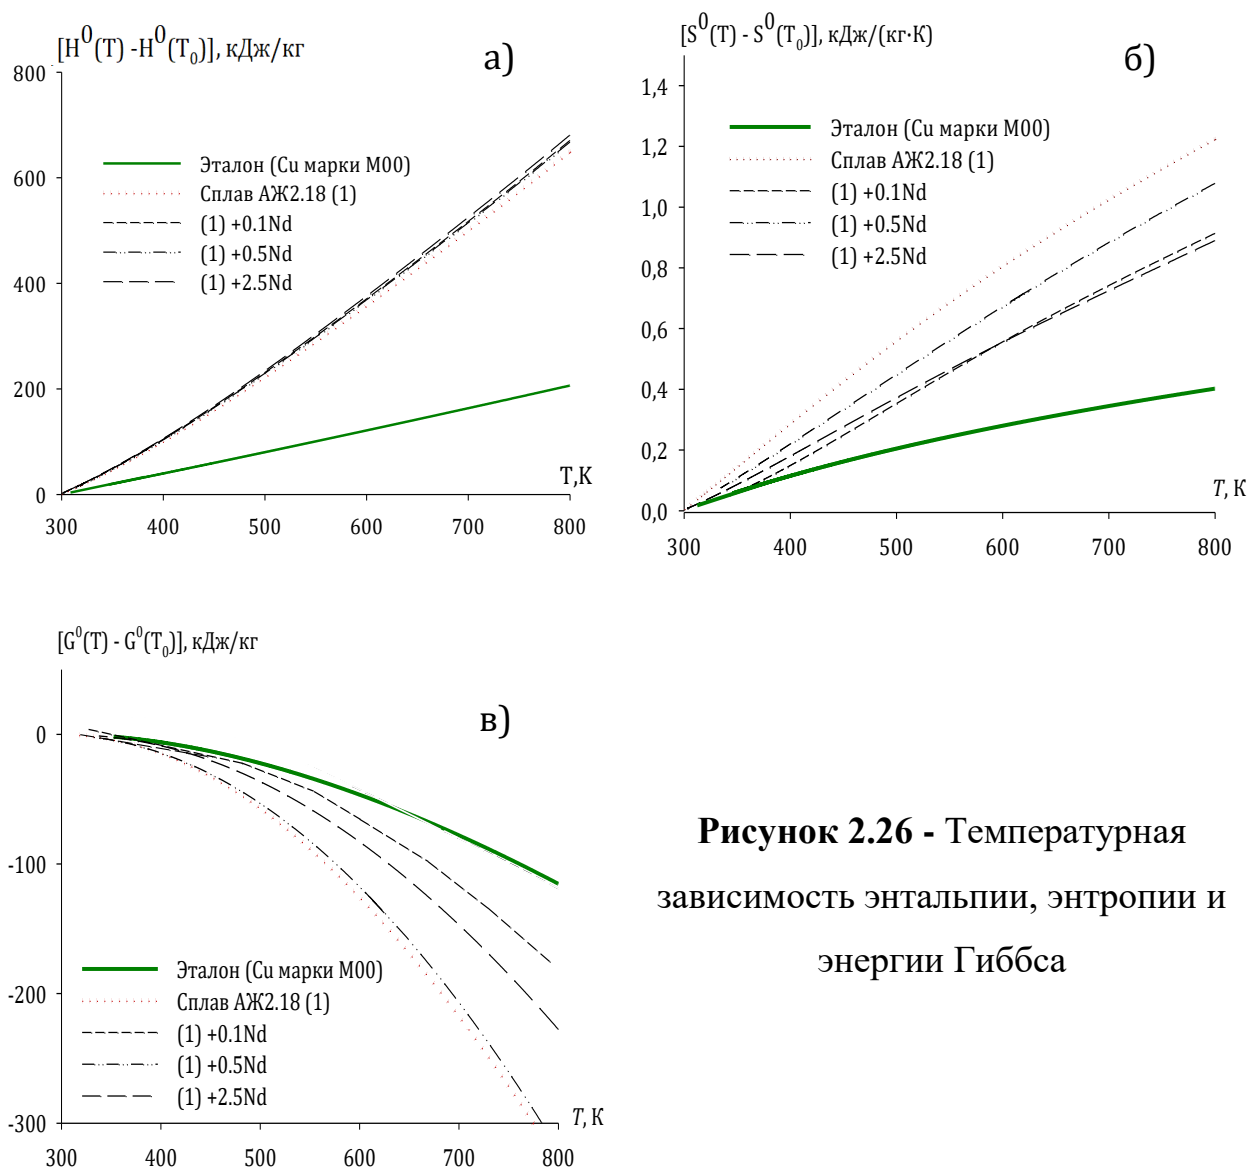 [H⁰(T) -H⁰(T₀)], кДж/кг
а)
800
600
400
200
0
Эталон (Cu марки М00)
Сплав АЖ2.18 (1)
(1) +0.1Nd
(1) +0.5Nd
(1) +2.5Nd
T,К
300 400 500 600 700 800
[S⁰(T) - S⁰(T₀)], кДж/(кг·К)
б)
1,4
1,2
1,0
0,8
0,6
0,4
0,2
0,0
Эталон (Cu марки М00)
Сплав АЖ2.18 (1)
(1) +0.1Nd
(1) +0.5Nd
(1) +2.5Nd
T, К
300 400 500 600 700 800
[G⁰(T) - G⁰(T₀)], кДж/кг
в)
0
-100
-200
-300
Эталон (Cu марки М00)
Сплав АЖ2.18 (1)
(1) +0.1Nd
(1) +0.5Nd
(1) +2.5Nd
T, К
300 400 500 600 700 800
Рисунок 2.26 - Температурная
зависимость энтальпии, энтропии и
энергии Гиббса